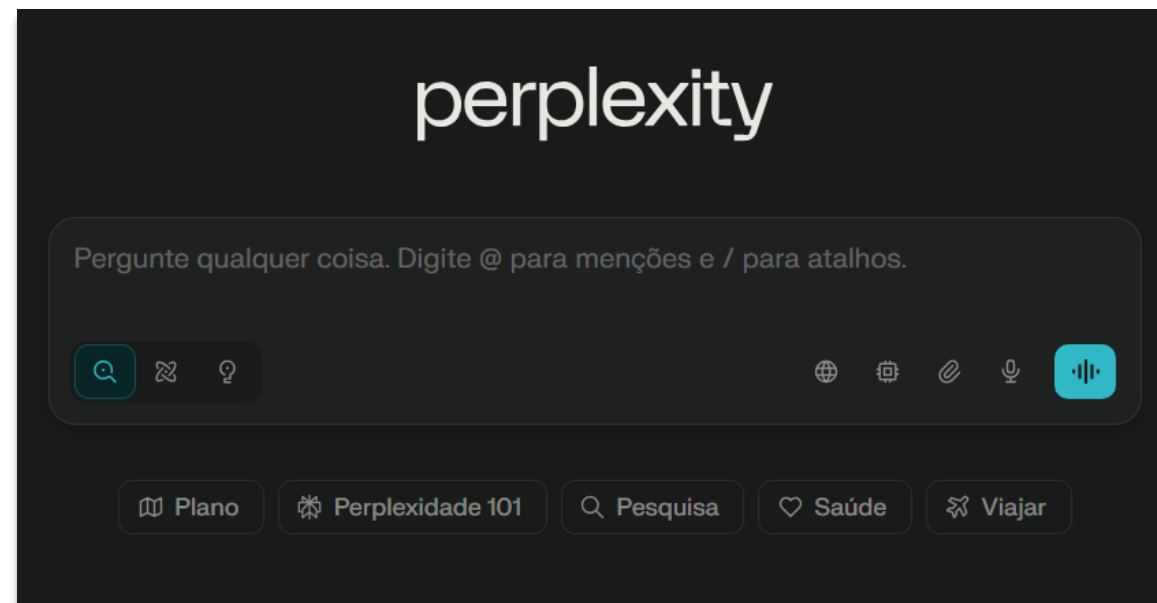 perplexity
Pergunte qualquer coisa. Digite @ para menções e / para atalhos.
Plano
Perplexidade 101
Pesquisa
Saúde
Viajar